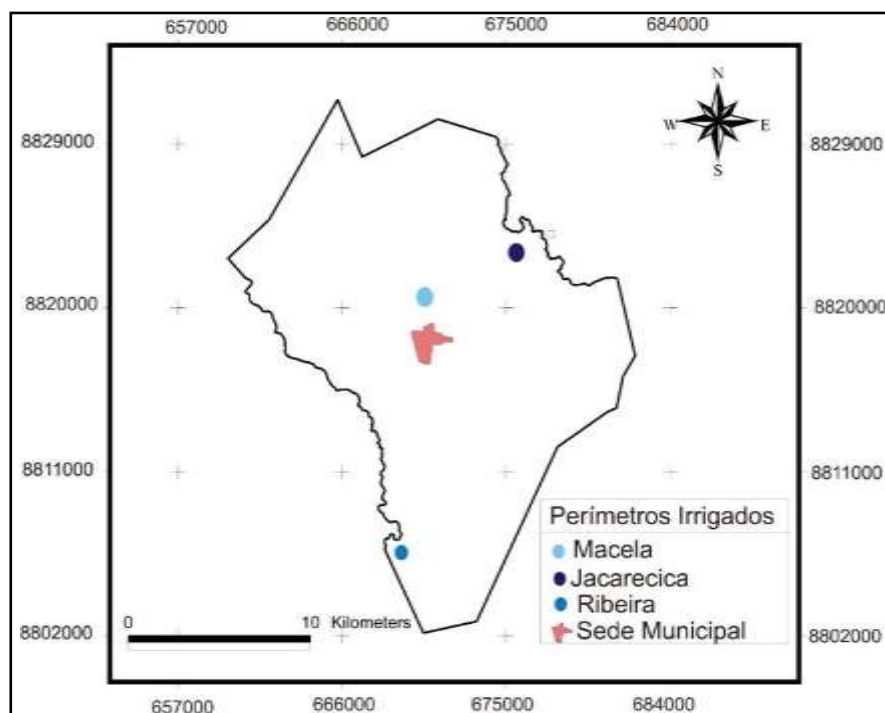 657000 666000 675000 684000
N
W E
S
8829000 8829000
8820000 8820000
8811000 8811000
Perímetros Irrigados
Macela
Jacarecica
Ribeira
Sede Municipal
0 10 Kilometers
8802000 8802000
657000 666000 675000 684000